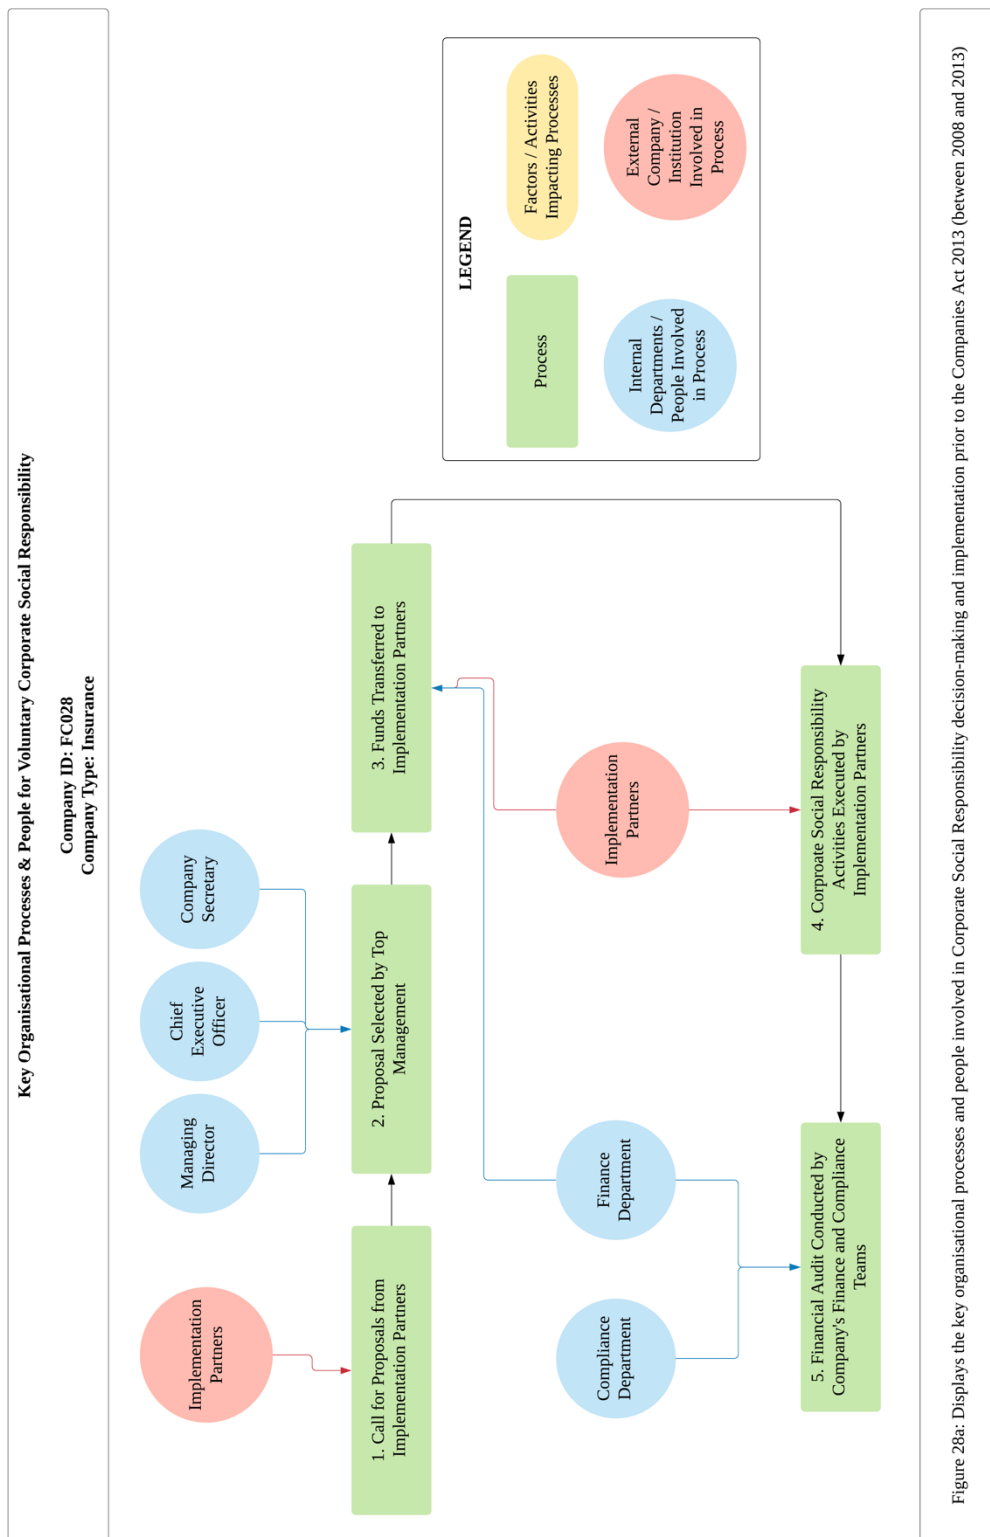 Key Organisational Processes & People for Voluntary Corporate Social Responsibility
Company ID: FC028
Company Type: Insurance
Implementation
Partners
Managing
Director
Chief
Executive
Officer
Company
Secretary
1. Call for Proposals from
Implementation Partners
2. Proposal Selected by Top
Management
3. Funds Transferred to
Implementation Partners
Compliance
Department
Finance
Department
Implementation
Partners
5. Financial Audit Conducted by
Company's Finance and Compliance
Teams
4. Corproate Social Responsibility
Activities Executed by
Implementation Partners
LEGEND
Process
Factors / Activities
Impacting Processes
Internal
Departments /
People Involved
in Process
External
Company /
Institution
Involved in
Process
Figure 28a: Displays the key organisational processes and people involved in Corporate Social Responsibility decision-making and implementation prior to the Companies Act 2013 (between 2008 and 2013)